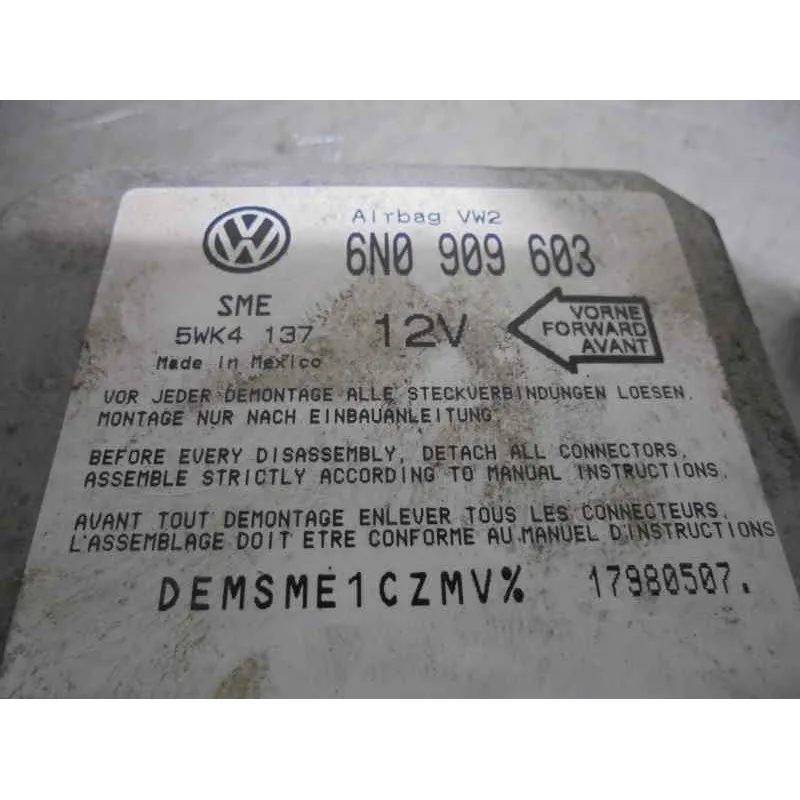 Airbag VW2
6N0 909 603
SME
5WK4 137
12V
VORNE
FORWARD
AVANT
Made in Mexico
VOR JEDER DEMONTAGE ALLE STECKVERBINDUNGEN LOESEN.
MONTAGE NUR NACH EINBAUANLEITUNG
BEFORE EVERY DISASSEMBLY, DETACH ALL CONNECTORS.
ASSEMBLE STRICTLY ACCORDING TO MANUAL INSTRUCTIONS.
AVANT TOUT DEMONTAGE ENLEVER TOUS LES CONNECTEURS.
L'ASSEMBLAGE DOIT ETRE CONFORME AU MANUEL D'INSTRUCTIONS
DEMSME1CZMV% 17980507.